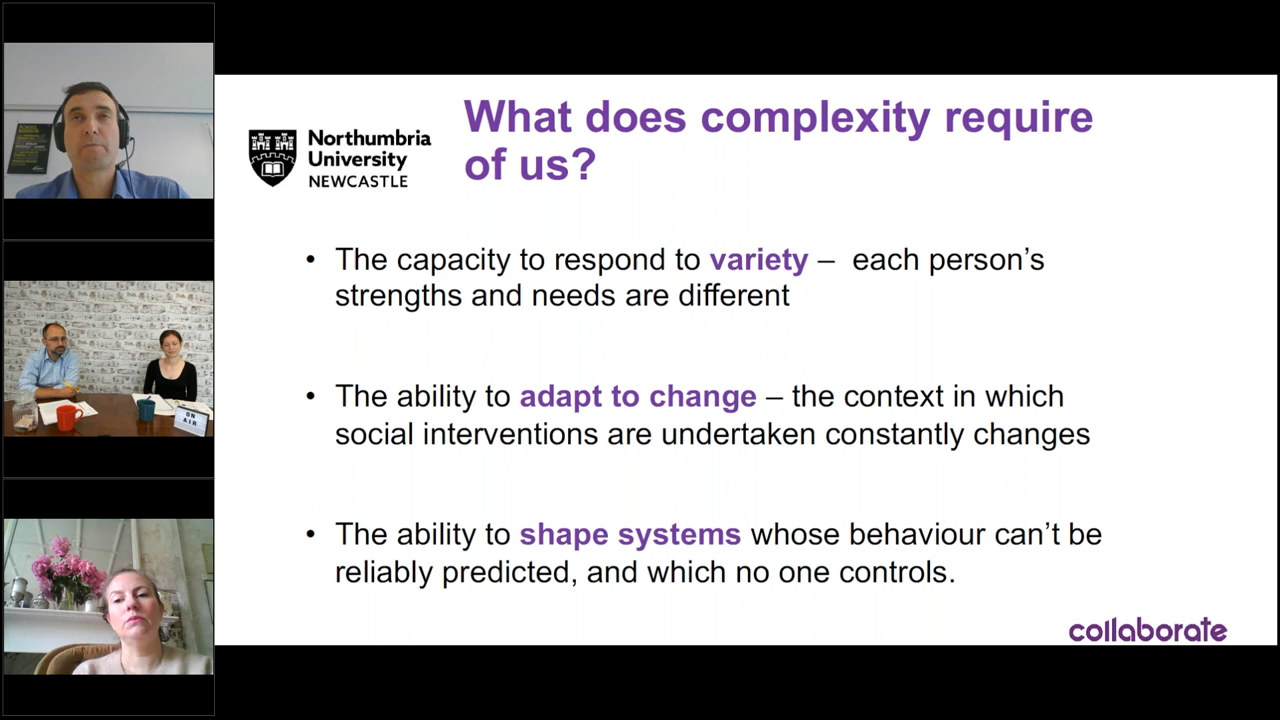 Northumbria
University
NEWCASTLE
What does complexity require
of us?
• The capacity to respond to variety – each person’s
strengths and needs are different
• The ability to adapt to change – the context in which
social interventions are undertaken constantly changes
• The ability to shape systems whose behaviour can’t be
reliably predicted, and which no one controls.
collaborate
ON
AIR